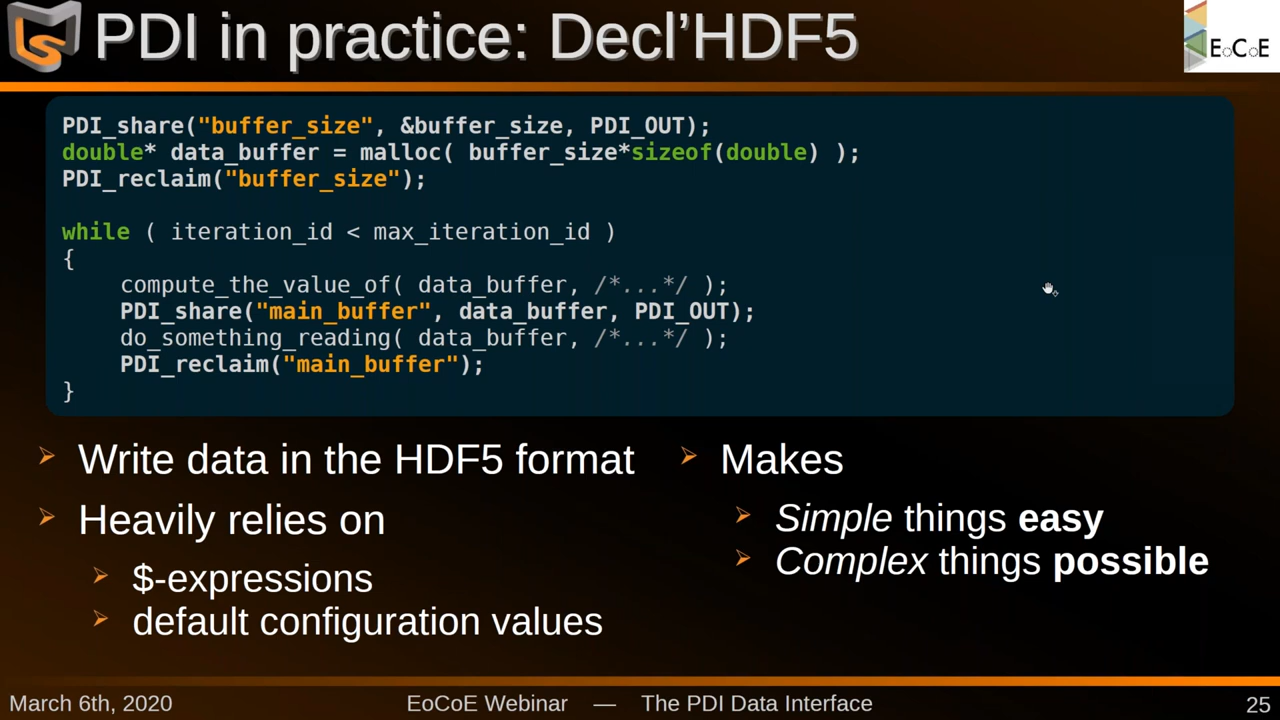 PDI in practice: Decl’HDF5
EoCoE
PDI_share("buffer_size", &buffer_size, PDI_OUT);
double* data_buffer = malloc( buffer_size*sizeof(double) );
PDI_reclaim("buffer_size");
while ( iteration_id < max_iteration_id )
{
compute_the_value_of( data_buffer, /*...*/ );
PDI_share("main_buffer", data_buffer, PDI_OUT);
do_something_reading( data_buffer, /*...*/ );
PDI_reclaim("main_buffer");
}
Write data in the HDF5 format
Heavily relies on
$-expressions
default configuration values
Makes
Simple things easy
Complex things possible
March 6th, 2020
EoCoE Webinar — The PDI Data Interface
25